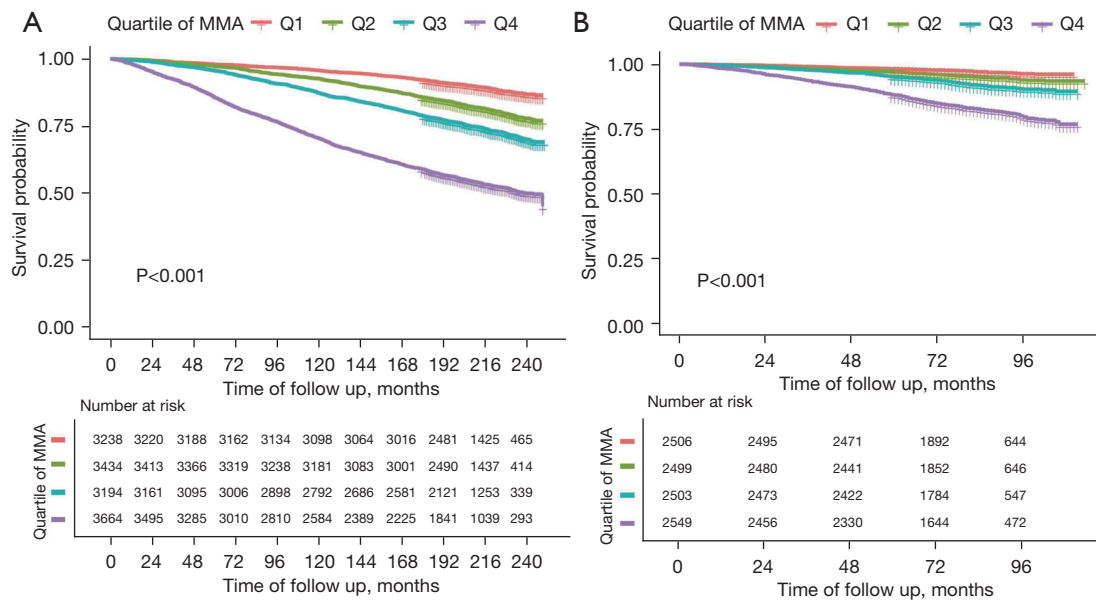 A
Quartile of MMA Q1 Q2 Q3 Q4
1.00
0.75
0.50
0.25
0.00
Survival probability
P<0.001
0 24 48 72 96 120 144 168 192 216 240
Time of follow up, months
Number at risk
Quartile of MMA
3238 3220 3188 3162 3134 3098 3064 3016 2481 1425 465
3434 3413 3366 3319 3238 3181 3083 3001 2490 1437 414
3194 3161 3095 3006 2898 2792 2686 2581 2121 1253 339
3664 3495 3285 3010 2810 2584 2389 2225 1841 1039 293
0 24 48 72 96 120 144 168 192 216 240
Time of follow up, months
B
Quartile of MMA Q1 Q2 Q3 Q4
1.00
0.75
0.50
0.25
0.00
Survival probability
P<0.001
0 24 48 72 96
Time of follow up, months
Number at risk
Quartile of MMA
2506 2495 2471 1892 644
2499 2480 2441 1852 646
2503 2473 2422 1784 547
2549 2456 2330 1644 472
0 24 48 72 96
Time of follow up, months